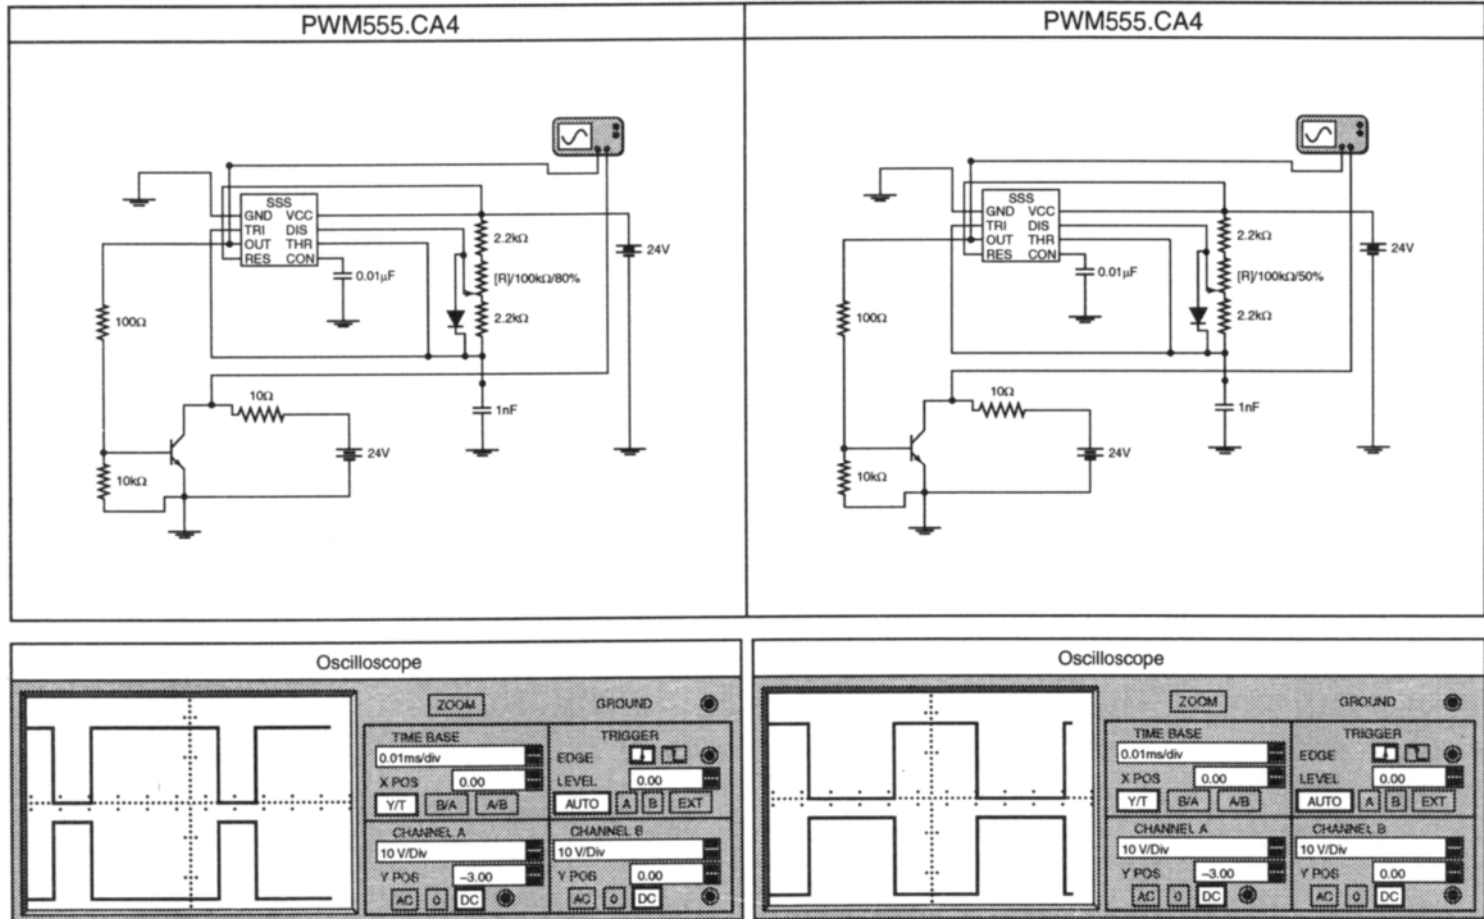 PWM555.CA4
SSS
GND VCC
TRI DIS
OUT THR
RES CON
2.2kΩ
[R]/100kΩ/80%
2.2kΩ
24V
0.01μF
100Ω
10Ω
1nF
24V
10kΩ
PWM555.CA4
SSS
GND VCC
TRI DIS
OUT THR
RES CON
2.2kΩ
[R]/100kΩ/50%
2.2kΩ
24V
0.01μF
100Ω
10Ω
1nF
24V
10kΩ
Oscilloscope
ZOOM GROUND
TIME BASE TRIGGER
0.01ms/div EDGE
X POS 0.00 LEVEL 0.00
Y/T B/A A/B AUTO A B EXT
CHANNEL A CHANNEL B
10 V/Div 10 V/Div
Y POS -3.00 Y POS 0.00
AC 0 DC AC 0 DC
Oscilloscope
ZOOM GROUND
TIME BASE TRIGGER
0.01ms/div EDGE
X POS 0.00 LEVEL 0.00
Y/T B/A A/B AUTO A B EXT
CHANNEL A CHANNEL B
10 V/Div 10 V/Div
Y POS -3.00 Y POS 0.00
AC 0 DC AC 0 DC